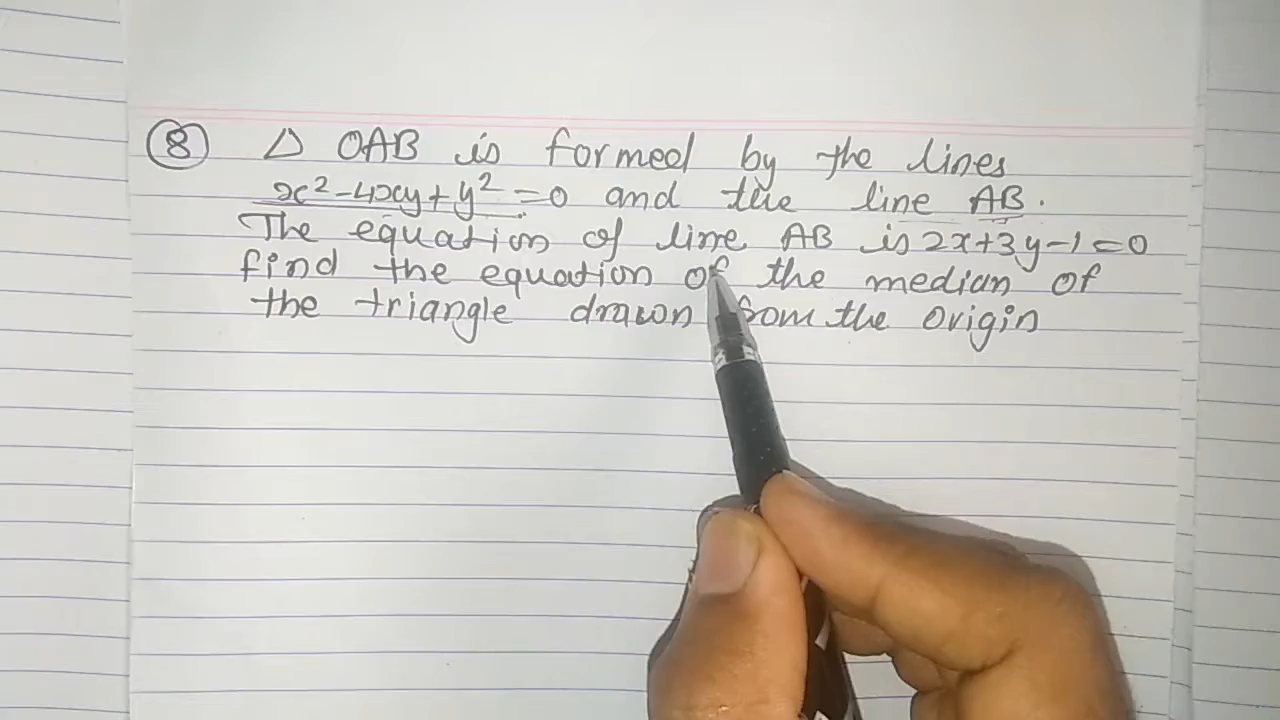 ⑧ △ OAB is formed by the lines
x²-4xy+y²=0 and the line AB.
The equation of line AB is 2x+3y-1=0
find the equation of the median of
the triangle drawn from the origin